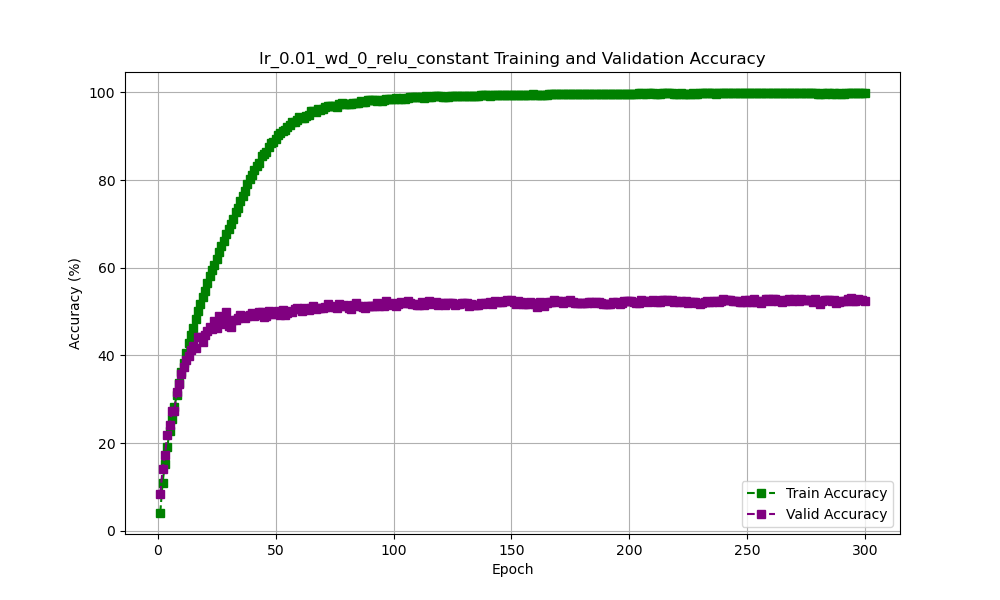 lr_0.01_wd_0_relu_constant Training and Validation Accuracy
100
80
60
40
20
0
Accuracy (%)
0 50 100 150 200 250 300
Epoch
Train Accuracy
Valid Accuracy